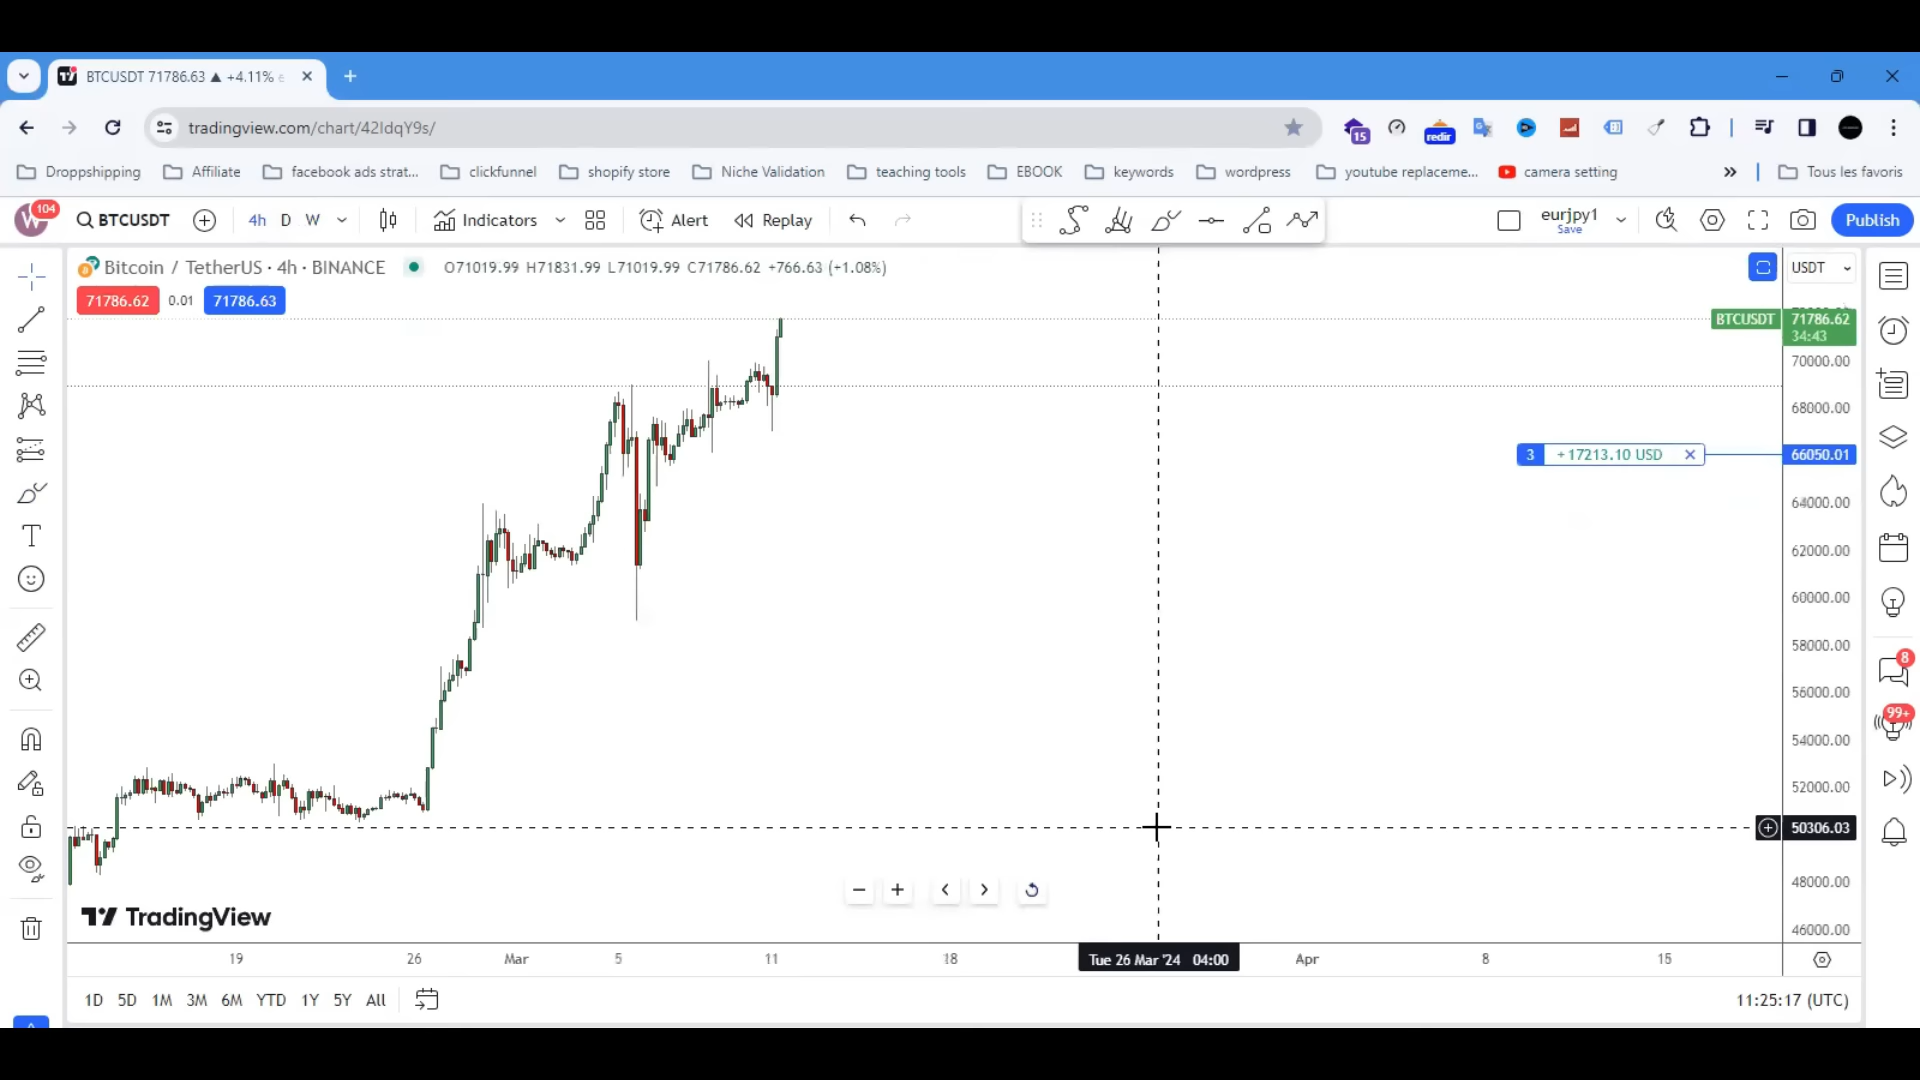 BTCUSDT 71786.63 ▲ +4.11%
tradingview.com/chart/42IdqY9s/
15
redir
Droppshipping
Affiliate
facebook ads strat...
clickfunnel
shopify store
Niche Validation
teaching tools
EBOOK
keywords
wordpress
youtube replaceme...
camera setting
»
Tous les favoris
104
BTCUSDT
4h
D
W
Indicators
Alert
Replay
eurjpy1
Save
Publish
Bitcoin / TetherUS · 4h · BINANCE
O71019.99 H71831.99 L71019.99 C71786.62 +766.63 (+1.08%)
USDT
71786.62
0.01
71786.63
BTCUSDT
71786.62
34:43
70000.00
68000.00
3
+17213.10 USD
66050.01
64000.00
62000.00
60000.00
58000.00
8
56000.00
99+
54000.00
52000.00
50306.03
48000.00
TradingView
46000.00
19
26
Mar
5
11
18
Tue 26 Mar '24 04:00
Apr
8
15
1D
5D
1M
3M
6M
YTD
1Y
5Y
All
11:25:17 (UTC)